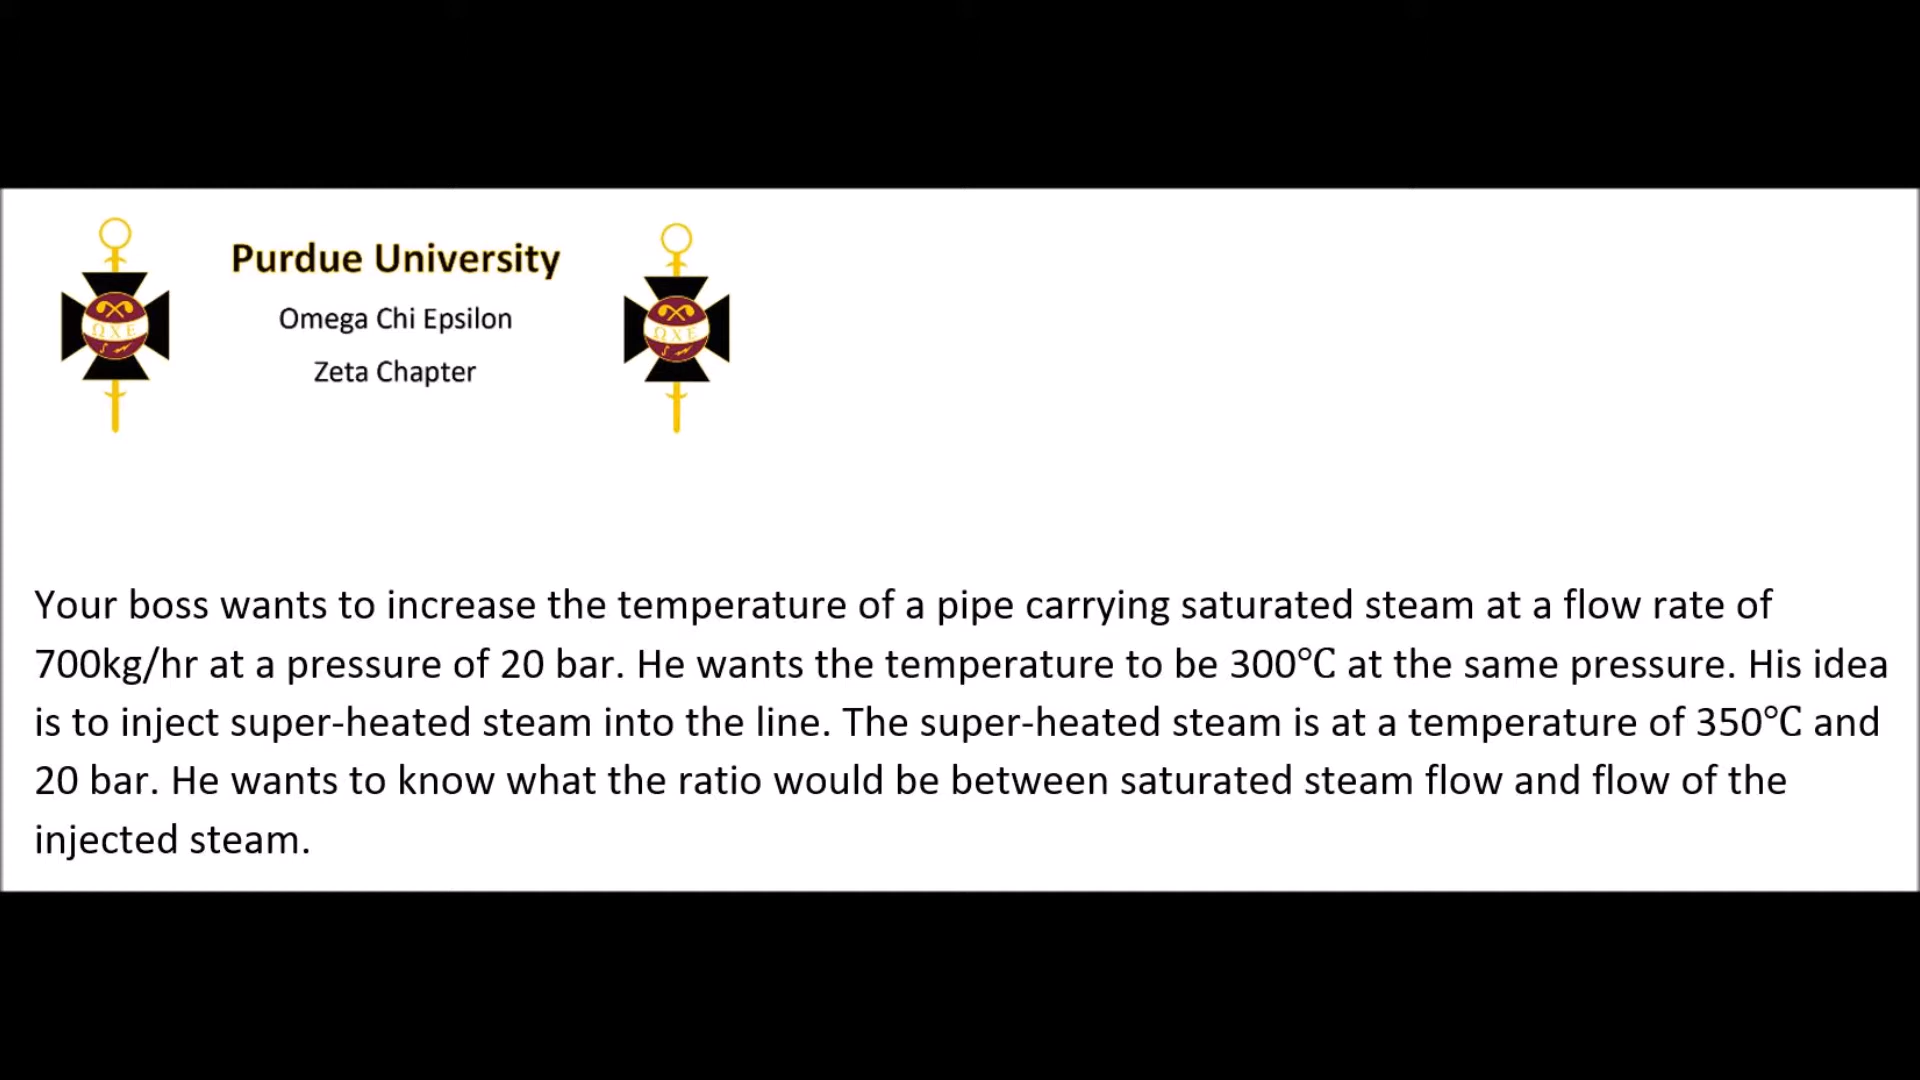 Purdue University
Omega Chi Epsilon
Zeta Chapter
ΩΧΕ
ΩΧΕ
Your boss wants to increase the temperature of a pipe carrying saturated steam at a flow rate of
700kg/hr at a pressure of 20 bar. He wants the temperature to be 300℃ at the same pressure. His idea
is to inject super-heated steam into the line. The super-heated steam is at a temperature of 350℃ and
20 bar. He wants to know what the ratio would be between saturated steam flow and flow of the
injected steam.